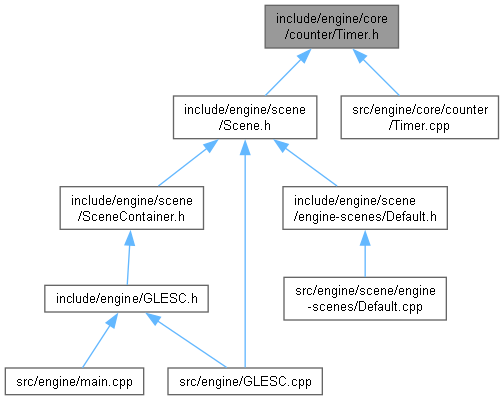 include/engine/core
/counter/Timer.h
include/engine/scene
/Scene.h
src/engine/core/counter
/Timer.cpp
include/engine/scene
/SceneContainer.h
include/engine/scene
/engine-scenes/Default.h
include/engine/GLESC.h
src/engine/scene/engine
-scenes/Default.cpp
src/engine/main.cpp
src/engine/GLESC.cpp